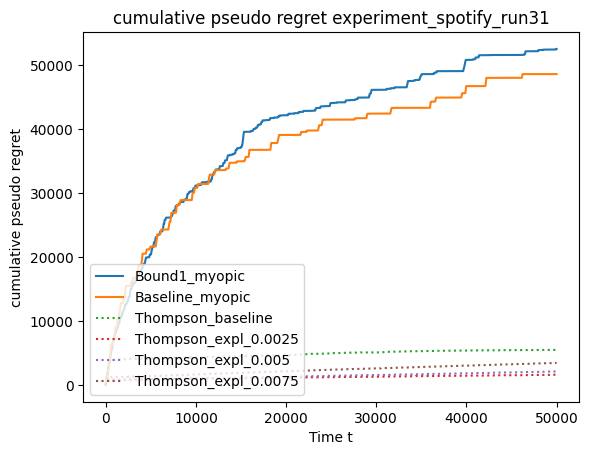 cumulative pseudo regret experiment_spotify_run31
cumulative pseudo regret
50000
40000
30000
20000
10000
0
Bound1_myopic
Baseline_myopic
Thompson_baseline
Thompson_expl_0.0025
Thompson_expl_0.005
Thompson_expl_0.0075
0 10000 20000 30000 40000 50000
Time t